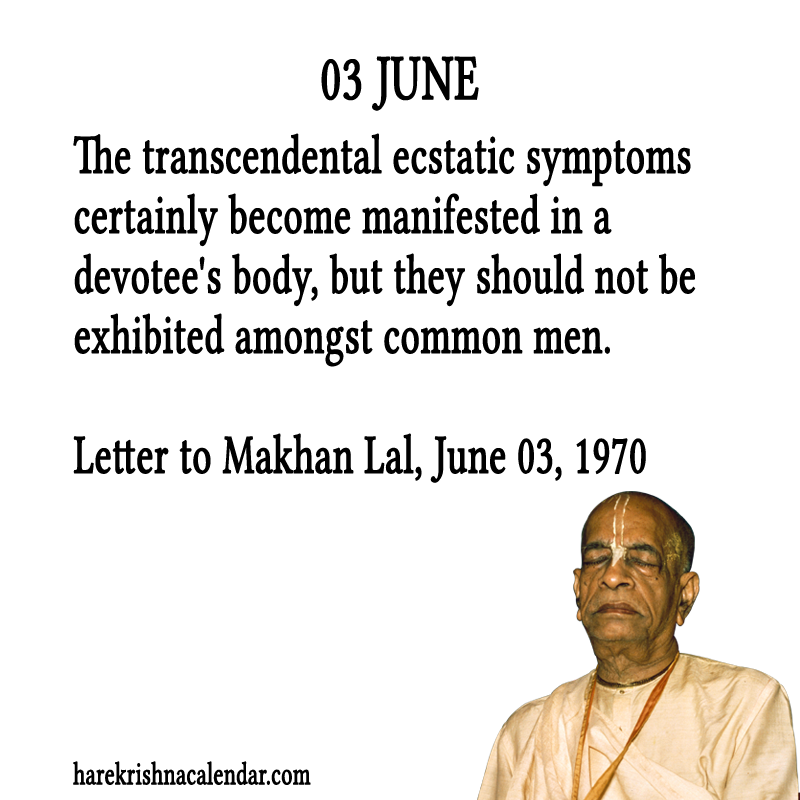 03 JUNE
The transcendental ecstatic symptoms
certainly become manifested in a
devotee's body, but they should not be
exhibited amongst common men.
Letter to Makhan Lal, June 03, 1970
harekrishnacalendar.com